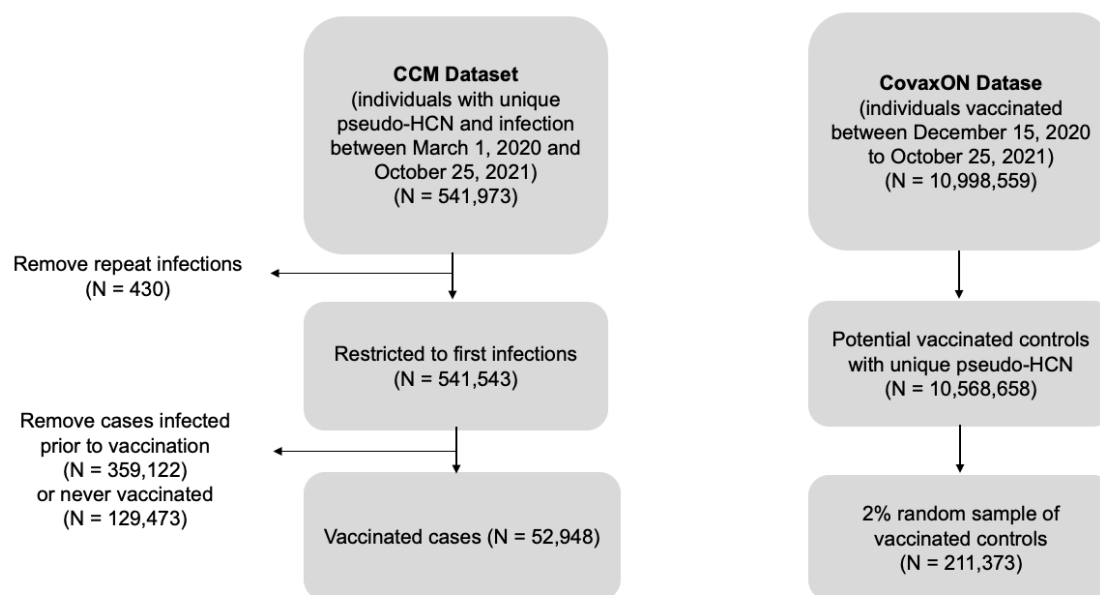 CCM Dataset
(individuals with unique
pseudo-HCN and infection
between March 1, 2020 and
October 25, 2021)
(N = 541,973)
Remove repeat infections
(N = 430)
Restricted to first infections
(N = 541,543)
Remove cases infected
prior to vaccination
(N = 359,122)
or never vaccinated
(N = 129,473)
Vaccinated cases (N = 52,948)
CovaxON Datase
(individuals vaccinated
between December 15, 2020
to October 25, 2021)
(N = 10,998,559)
Potential vaccinated controls
with unique pseudo-HCN
(N = 10,568,658)
2% random sample of
vaccinated controls
(N = 211,373)